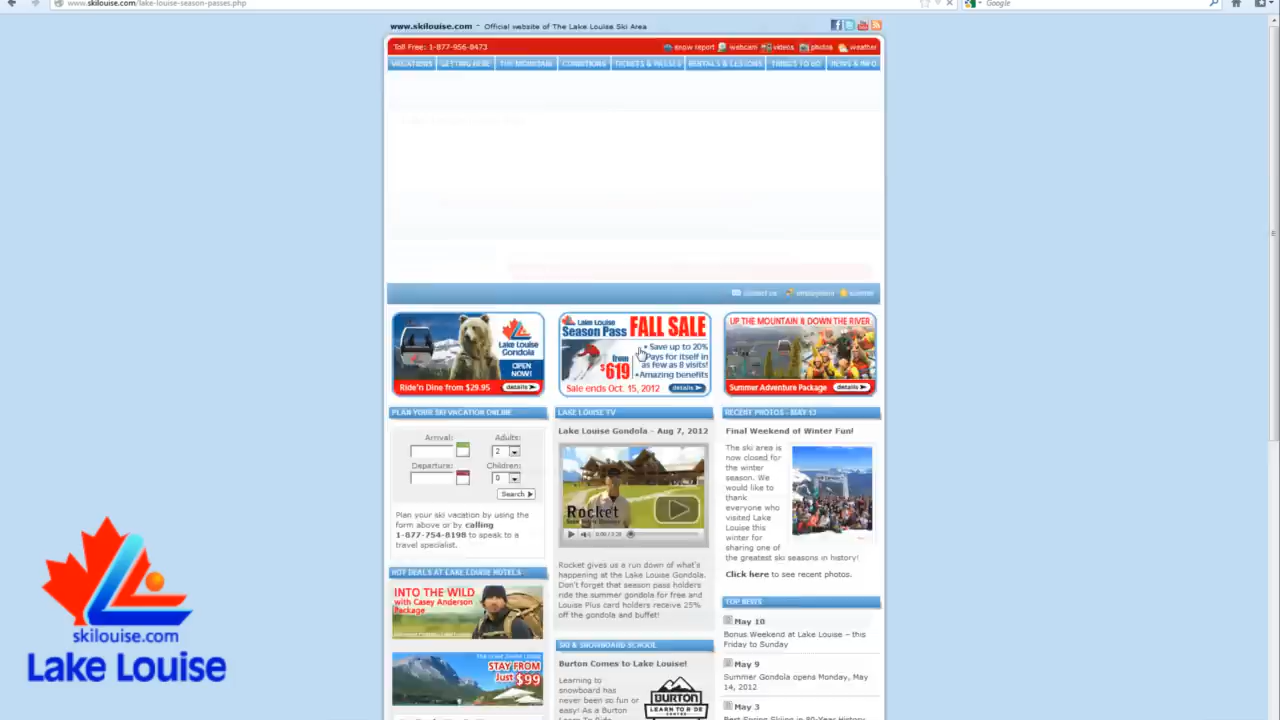 www.skilouise.com/lake-louise-season-passes.php
Google
www.skilouise.com - Official website of The Lake Louise Ski Area
Toll Free: 1-877-956-8473
snow report webcam videos photos weather
VACATIONS GETTING HERE THE MOUNTAIN CONDITIONS TICKETS & PASSES RENTALS & LESSONS THINGS TO DO NEWS & INFO
contact us employment summer
Lake Louise
Gondola
OPEN
NOW!
Ride'n Dine from $29.95
details
Lake Louise
Season Pass FALL SALE
from
$619
• Save up to 20%
Pays for itself in
as few as 8 visits!
• Amazing benefits
Sale ends Oct. 15, 2012
details
UP THE MOUNTAIN & DOWN THE RIVER
Summer Adventure Package
details
PLAN YOUR SKI VACATION ONLINE
Arrival:
Adults:
2
Departure:
Children:
0
Search
Plan your ski vacation by using the
form above or by calling
1-877-754-8198 to speak to a
travel specialist.
HOT DEALS AT LAKE LOUISE HOTELS
INTO THE WILD
with Casey Anderson
Package
STAY FROM
Just $99
LAKE LOUISE TV
Lake Louise Gondola - Aug 7, 2012
Rocket
Rocket gives us a run down of what's
happening at the Lake Louise Gondola.
Don't forget that season pass holders
ride the summer gondola for free and
Louise Plus card holders receive 25%
off the gondola and buffet!
SKI & SNOWBOARD SCHOOL
Burton Comes to Lake Louise!
Learning to
snowboard has
never been so fun or
easy! As a Burton
Learn To Ride
BURTON
LEARN TO RIDE
CENTER
RECENT PHOTOS - MAY 13
Final Weekend of Winter Fun!
The ski area is
now closed for
the winter
season. We
would like to
thank
everyone who
visited Lake
Louise this
winter for
sharing one of
the greatest ski seasons in history!
Click here to see recent photos.
TOP NEWS
May 10
Bonus Weekend at Lake Louise – this
Friday to Sunday
May 9
Summer Gondola opens Monday, May
14, 2012
May 3
Best Spring Skiing in 30-Year History
skilouise.com
Lake Louise